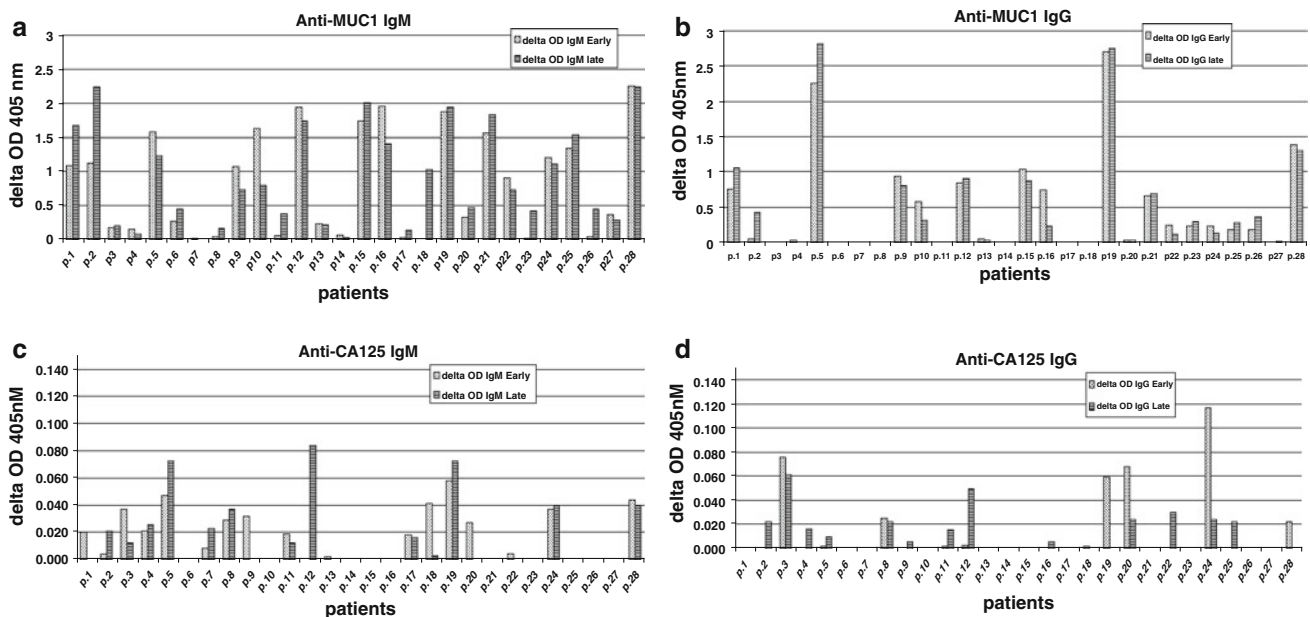 a
Anti-MUC1 IgM
delta OD IgM Early
delta OD IgM late
delta OD 405 nm
3
2.5
2
1.5
1
0.5
0
p.1 p.2 p3 p4 p.5 p.6 p7 p.8 p.9 p10 p.11 p.12 p13 p14 p.15 p.16 p17 p.18 p19 p.20 p.21 p22 p.23 p24 p.25 p.26 p27 p.28
patients
b
Anti-MUC1 IgG
delta OD IgG Early
delta OD IgG late
delta OD 405nm
3
2.5
2
1.5
1
0.5
0
p.1 p.2 p3 p4 p.5 p.6 p7 p.8 p.9 p10 p.11 p.12 p13 p14 p.15 p.16 p17 p18 p19 p.20 p.21 p22 p.23 p24 p.25 p.26 p27 p.28
patients
c
Anti-CA125 IgM
delta OD IgM Early
delta OD IgM Late
delta OD 405nM
0.140
0.120
0.100
0.080
0.060
0.040
0.020
0.000
p.1 p.2 p.3 p.4 p.5 p.6 p.7 p.8 p.9 p.10 p.11 p.12 p.13 p.14 p.15 p.16 p.17 p.18 p.19 p.20 p.21 p.22 p.23 p.24 p.25 p.26 p.27 p.28
patients
d
Anti-CA125 IgG
delta OD IgG Early
delta OD IgG Late
delta OD 405nM
0.140
0.120
0.100
0.080
0.060
0.040
0.020
0.000
p.1 p.2 p.3 p.4 p.5 p.6 p.7 p.8 p.9 p.10 p.11 p.12 p.13 p.14 p.15 p.16 p.17 p.18 p.19 p.20 p.21 p.22 p.23 p.24 p.25 p.26 p.27 p.28
patients